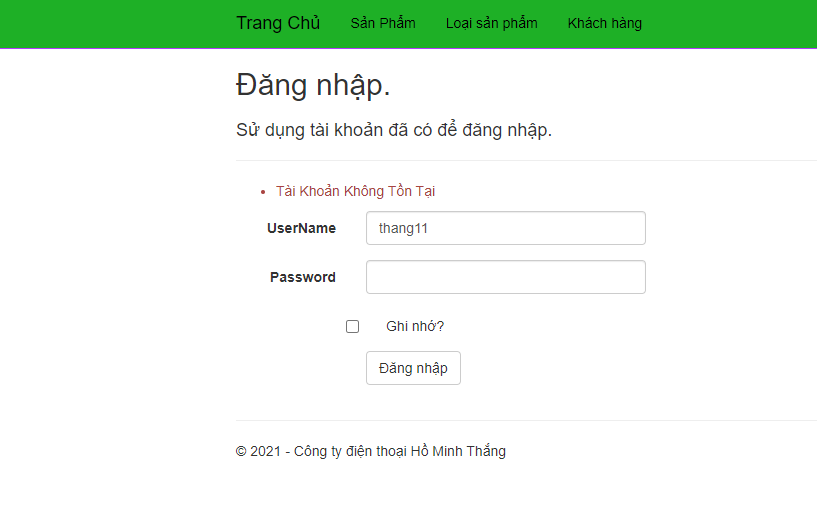 Trang Chủ Sản Phẩm Loại sản phẩm Khách hàng
Đăng nhập.
Sử dụng tài khoản đã có để đăng nhập.
Tài Khoản Không Tồn Tại
UserName thang11
Password
Ghi nhớ?
Đăng nhập
© 2021 - Công ty điện thoại Hồ Minh Thắng